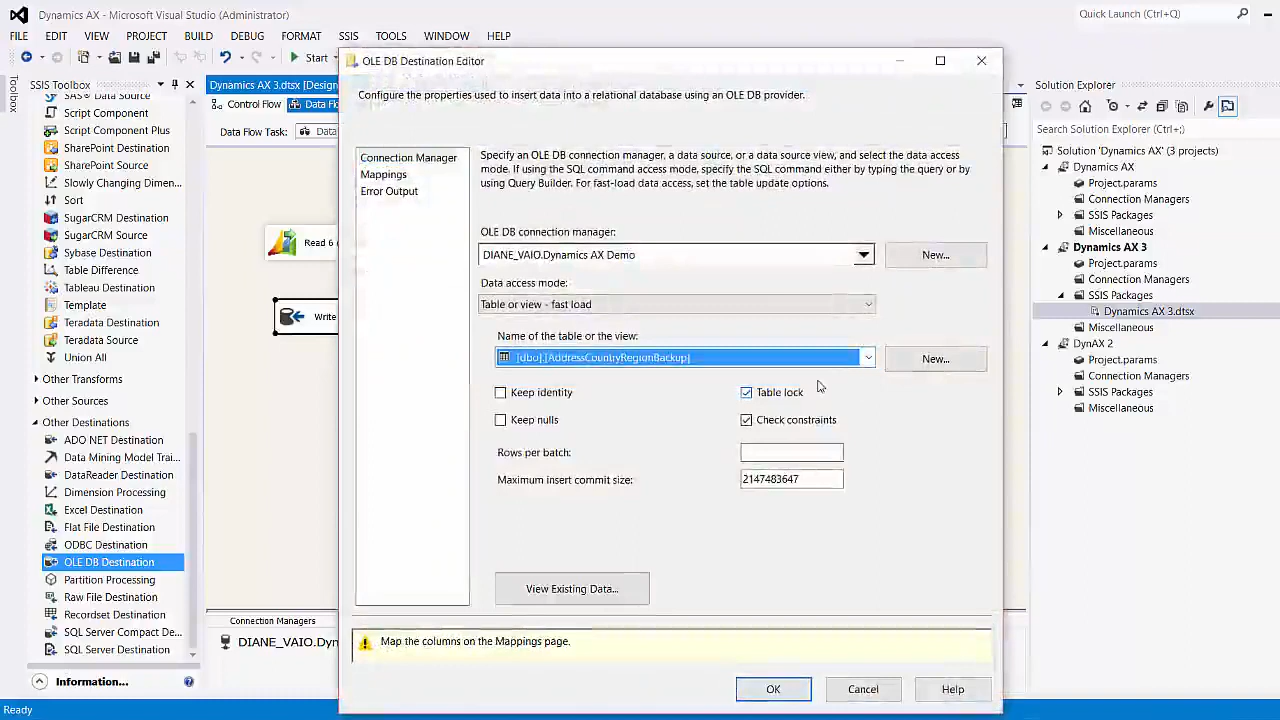 Dynamics AX - Microsoft Visual Studio (Administrator)
Quick Launch (Ctrl+Q)
FILE EDIT VIEW PROJECT BUILD DEBUG FORMAT SSIS TOOLS WINDOW HELP
Start
Toolbox
SSIS Toolbox
SAS® Data Source
Script Component
Script Component Plus
SharePoint Destination
SharePoint Source
Slowly Changing Dimen...
Sort
SugarCRM Destination
SugarCRM Source
Sybase Destination
Table Difference
Tableau Destination
Template
Teradata Destination
Teradata Source
Union All
Other Transforms
Other Sources
Other Destinations
ADO NET Destination
Data Mining Model Trai...
DataReader Destination
Dimension Processing
Excel Destination
Flat File Destination
ODBC Destination
OLE DB Destination
Partition Processing
Raw File Destination
Recordset Destination
SQL Server Compact De...
SQL Server Destination
Information...
Ready
Dynamics AX 3.dtsx [Design
Control Flow
Data Flo
Data Flow Task:
Data
Read 6
Write
Connection Managers
DIANE_VAIO.Dyn
OLE DB Destination Editor
Configure the properties used to insert data into a relational database using an OLE DB provider.
Connection Manager
Mappings
Error Output
Specify an OLE DB connection manager, a data source, or a data source view, and select the data access
mode. If using the SQL command access mode, specify the SQL command either by typing the query or by
using Query Builder. For fast-load data access, set the table update options.
OLE DB connection manager:
DIANE_VAIO.Dynamics AX Demo
New...
Data access mode:
Table or view - fast load
Name of the table or the view:
[dbo].[AddressCountryRegionBackup]
New...
Keep identity
Table lock
Keep nulls
Check constraints
Rows per batch:
Maximum insert commit size:
2147483647
View Existing Data...
Map the columns on the Mappings page.
OK
Cancel
Help
Solution Explorer
Search Solution Explorer (Ctrl+;)
Solution 'Dynamics AX' (3 projects)
Dynamics AX
Project.params
Connection Managers
SSIS Packages
Miscellaneous
Dynamics AX 3
Project.params
Connection Managers
SSIS Packages
Dynamics AX 3.dtsx
Miscellaneous
DynAX 2
Project.params
Connection Managers
SSIS Packages
Miscellaneous